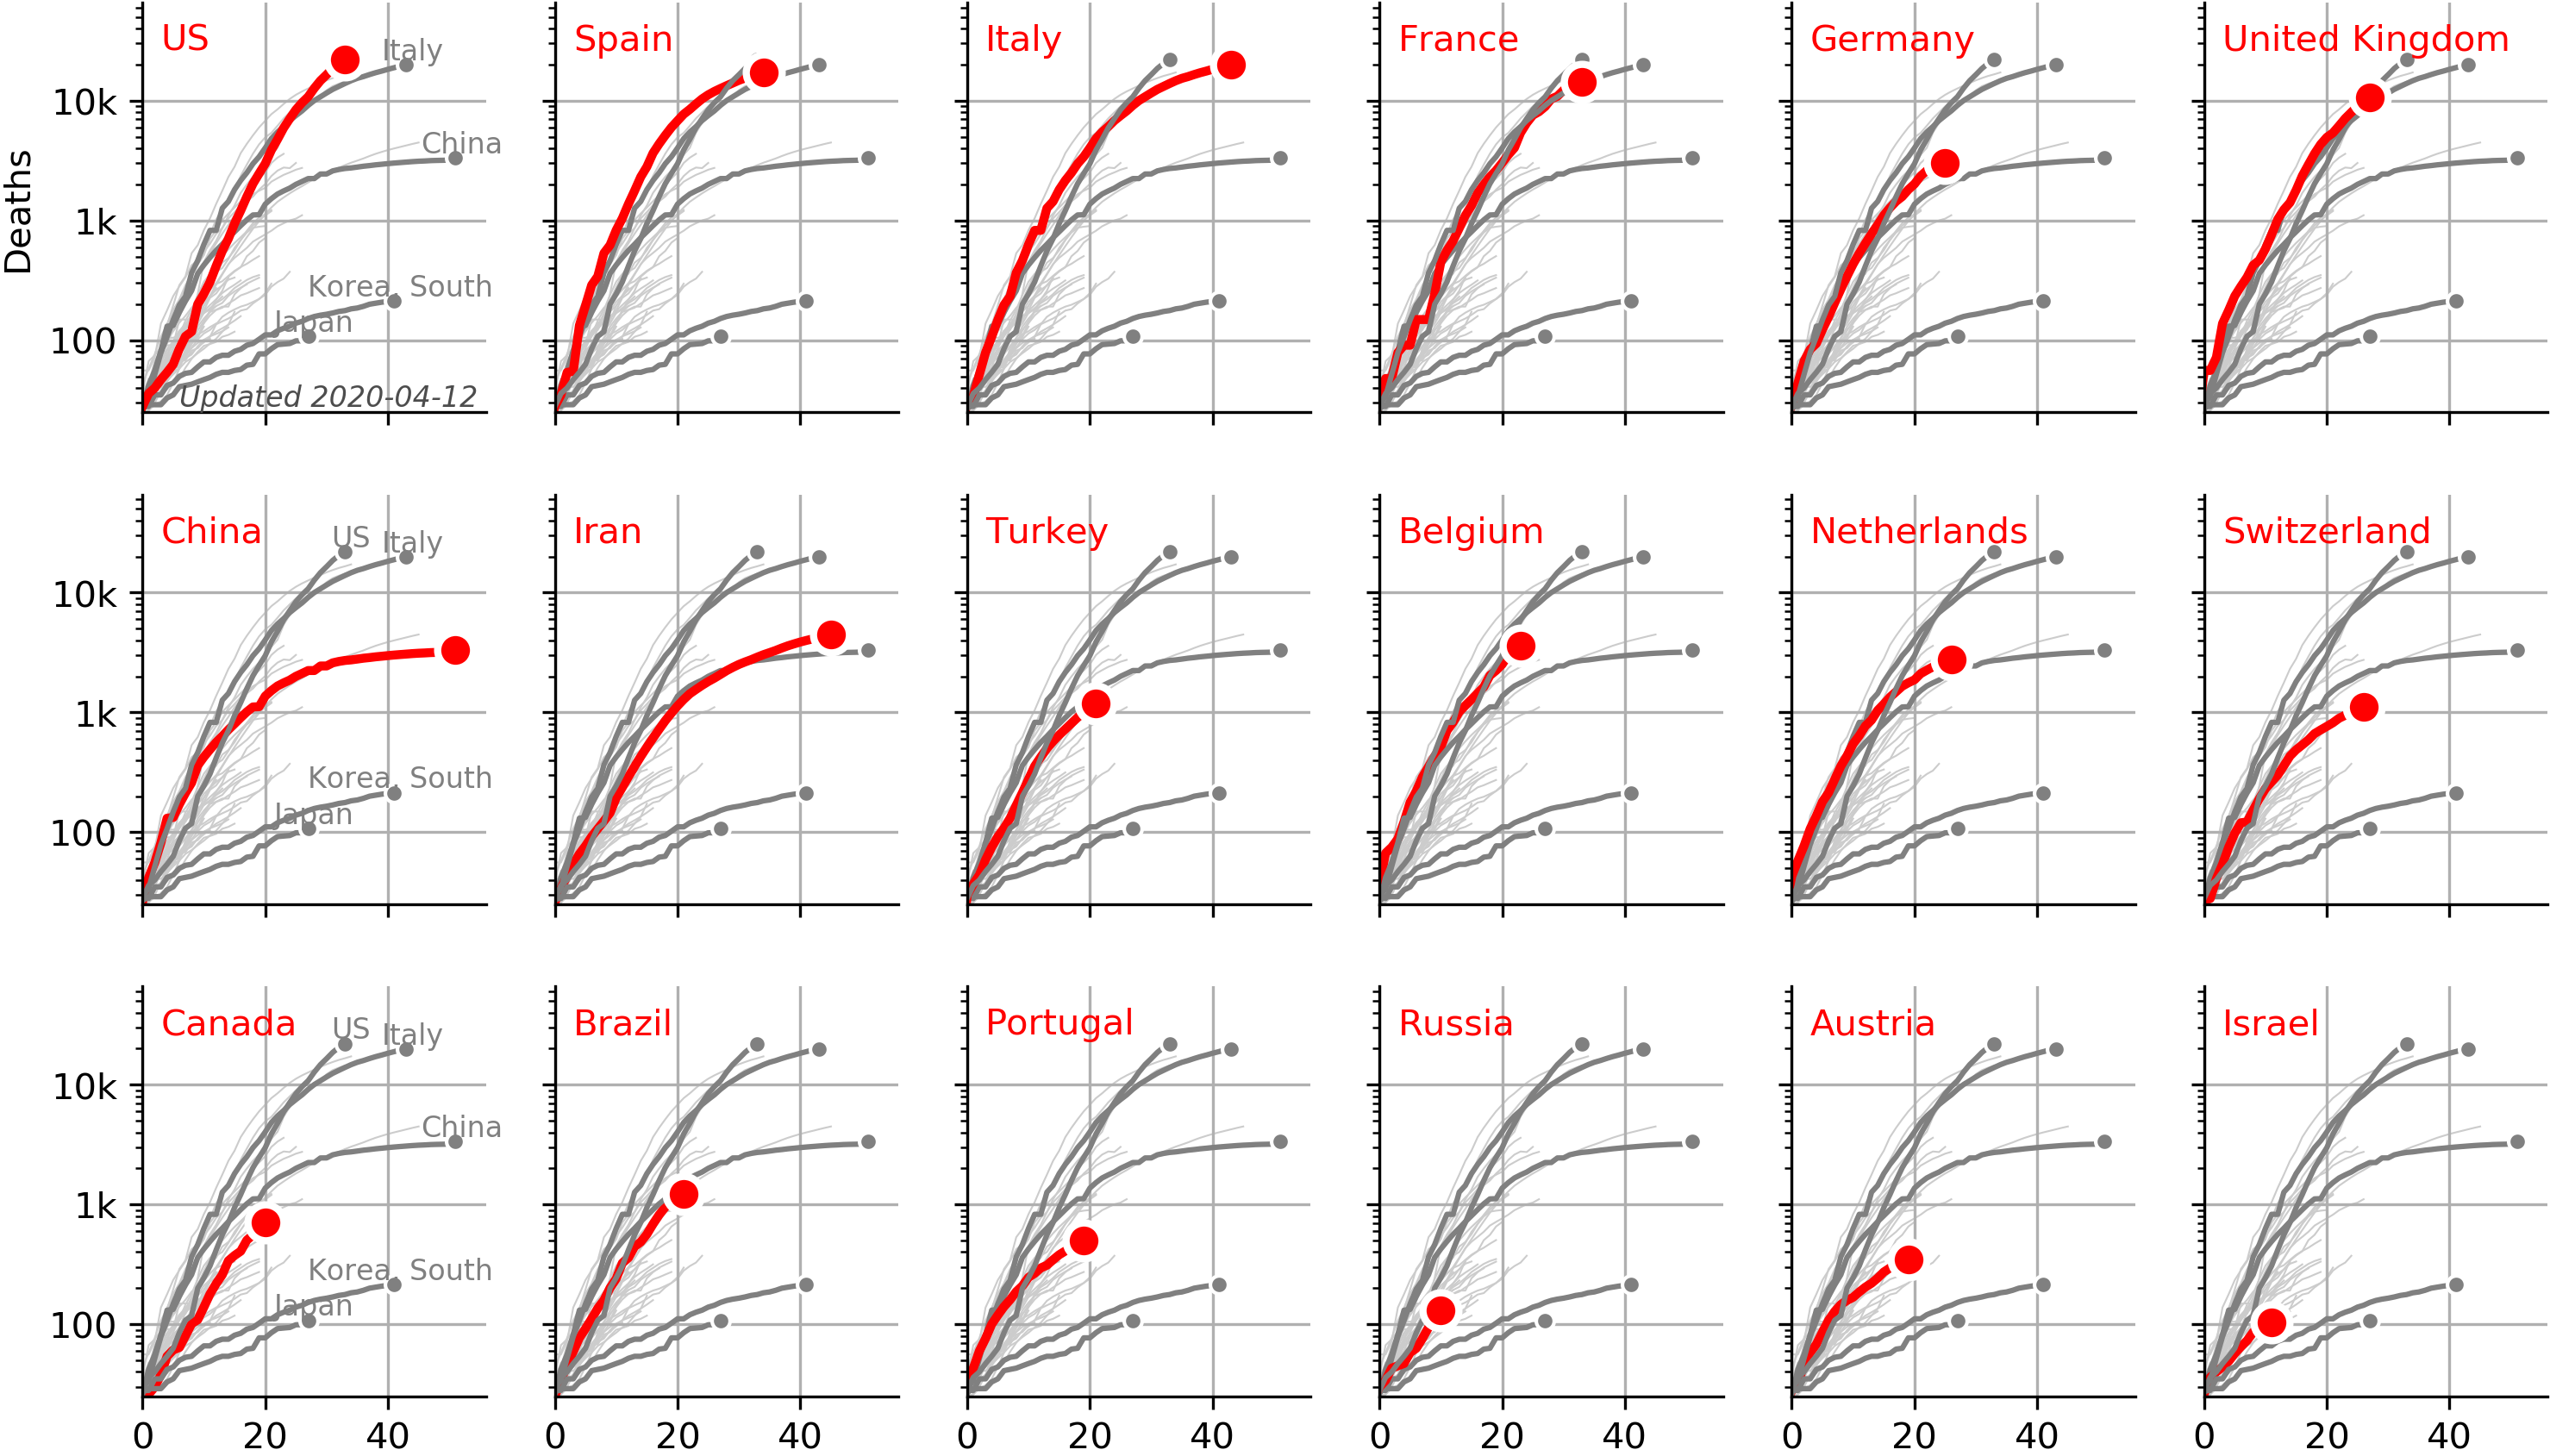 US
Italy
Spain
Italy
France
Germany
United Kingdom
10k
China
Deaths
1k
Korea, South
Japan
100
Updated 2020-04-12
China
US
Italy
Iran
Turkey
Belgium
Netherlands
Switzerland
10k
1k
Korea, South
Japan
100
Canada
US
Italy
Brazil
Portugal
Russia
Austria
Israel
10k
China
1k
Korea, South
Japan
100
0 20 40
0 20 40
0 20 40
0 20 40
0 20 40
0 20 40